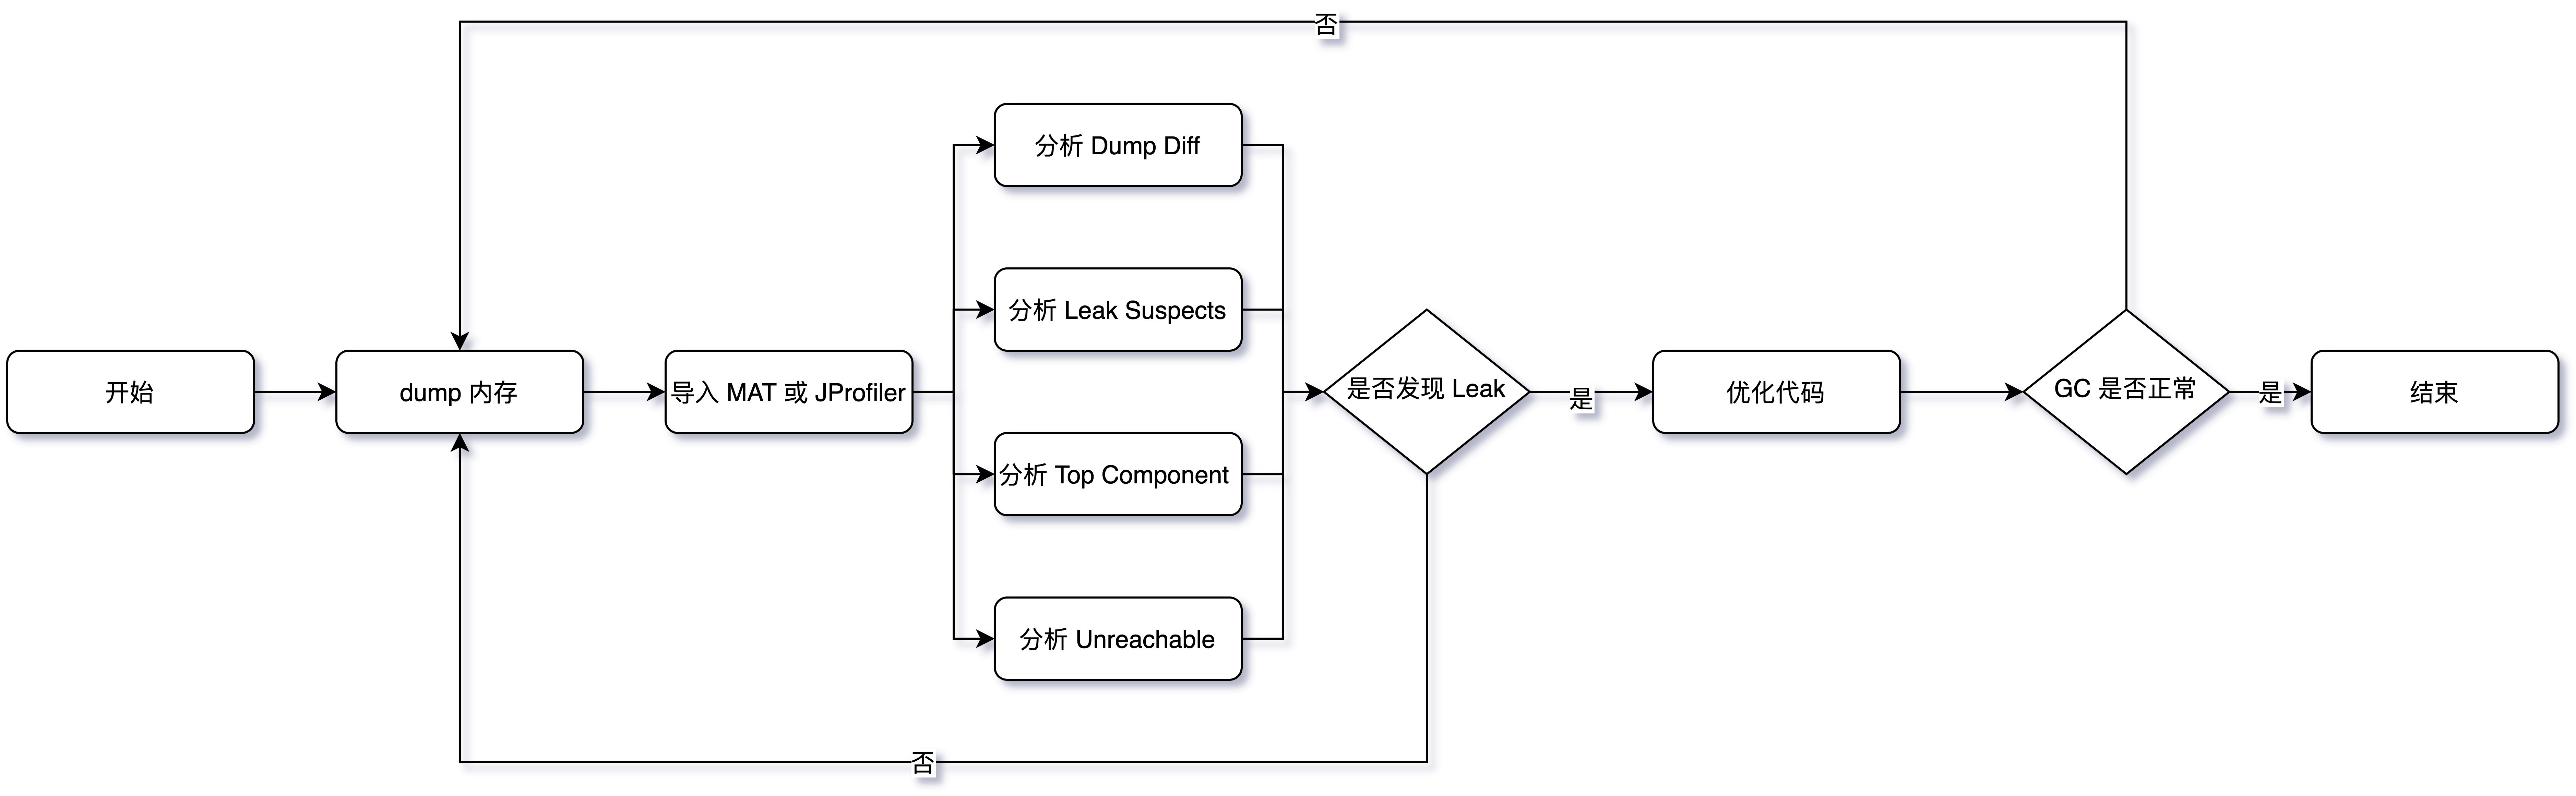 否
分析 Dump Diff
分析 Leak Suspects
开始
dump 内存
导入 MAT 或 JProfiler
是否发现 Leak
是
优化代码
GC 是否正常
是
结束
分析 Top Component
分析 Unreachable
否